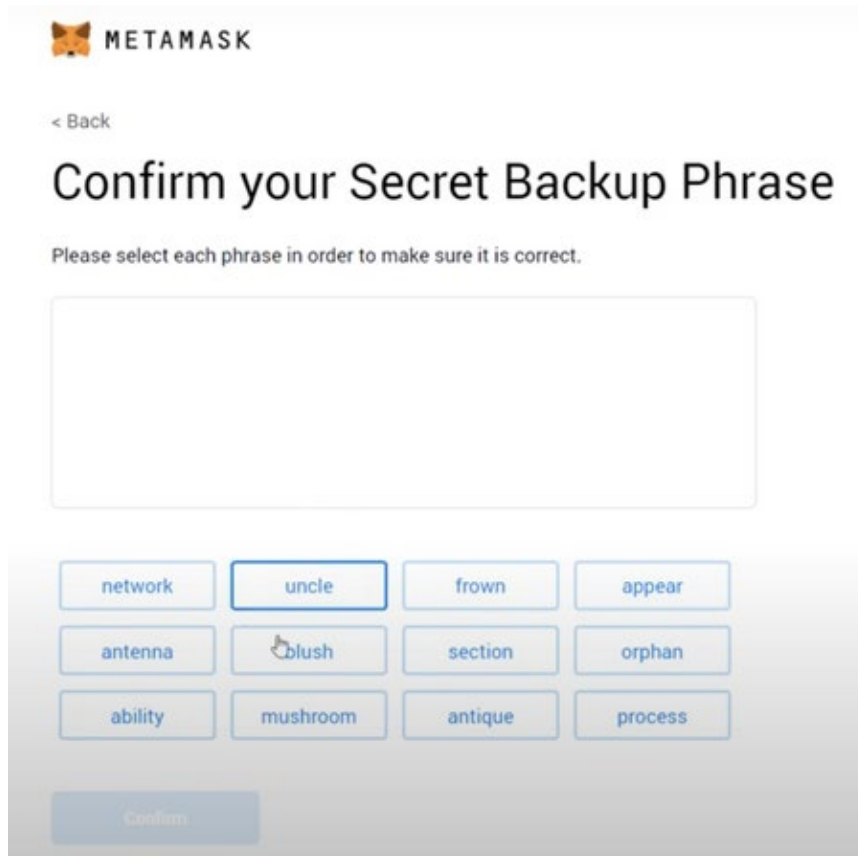 METAMASK
< Back
Confirm your Secret Backup Phrase
Please select each phrase in order to make sure it is correct.
network uncle frown appear
antenna blush section orphan
ability mushroom antique process
Confirm